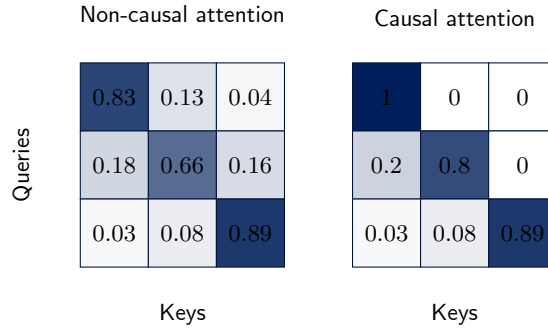 Non-causal attention
Causal attention
Queries
0.83 0.13 0.04
0.18 0.66 0.16
0.03 0.08 0.89
1 0 0
0.2 0.8 0
0.03 0.08 0.89
Keys
Keys